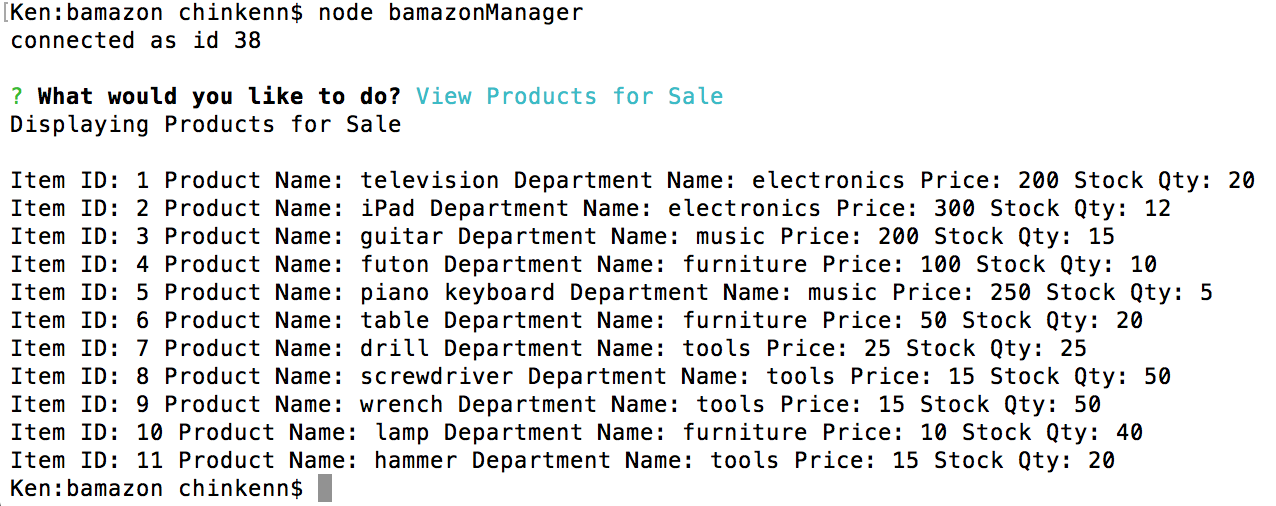 [Ken:bamazon chinkenn$ node bamazonManager
connected as id 38
? What would you like to do? View Products for Sale
Displaying Products for Sale
Item ID: 1 Product Name: television Department Name: electronics Price: 200 Stock Qty: 20
Item ID: 2 Product Name: iPad Department Name: electronics Price: 300 Stock Qty: 12
Item ID: 3 Product Name: guitar Department Name: music Price: 200 Stock Qty: 15
Item ID: 4 Product Name: futon Department Name: furniture Price: 100 Stock Qty: 10
Item ID: 5 Product Name: piano keyboard Department Name: music Price: 250 Stock Qty: 5
Item ID: 6 Product Name: table Department Name: furniture Price: 50 Stock Qty: 20
Item ID: 7 Product Name: drill Department Name: tools Price: 25 Stock Qty: 25
Item ID: 8 Product Name: screwdriver Department Name: tools Price: 15 Stock Qty: 50
Item ID: 9 Product Name: wrench Department Name: tools Price: 15 Stock Qty: 50
Item ID: 10 Product Name: lamp Department Name: furniture Price: 10 Stock Qty: 40
Item ID: 11 Product Name: hammer Department Name: tools Price: 15 Stock Qty: 20
Ken:bamazon chinkenn$